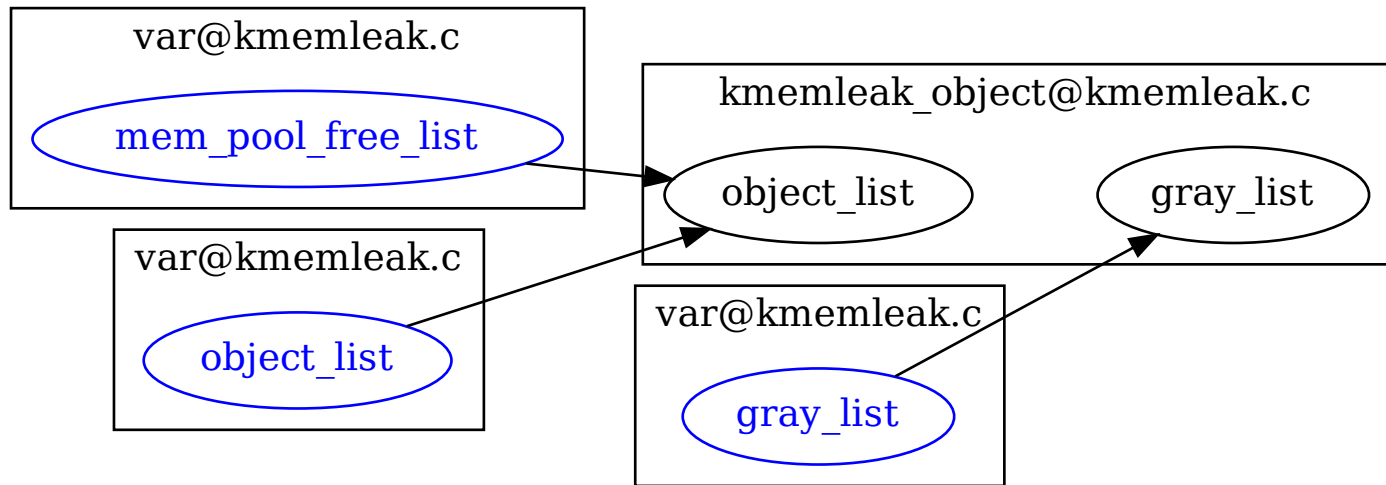 var@kmemleak.c
mem_pool_free_list
kmemleak_object@kmemleak.c
object_list
gray_list
var@kmemleak.c
object_list
var@kmemleak.c
gray_list